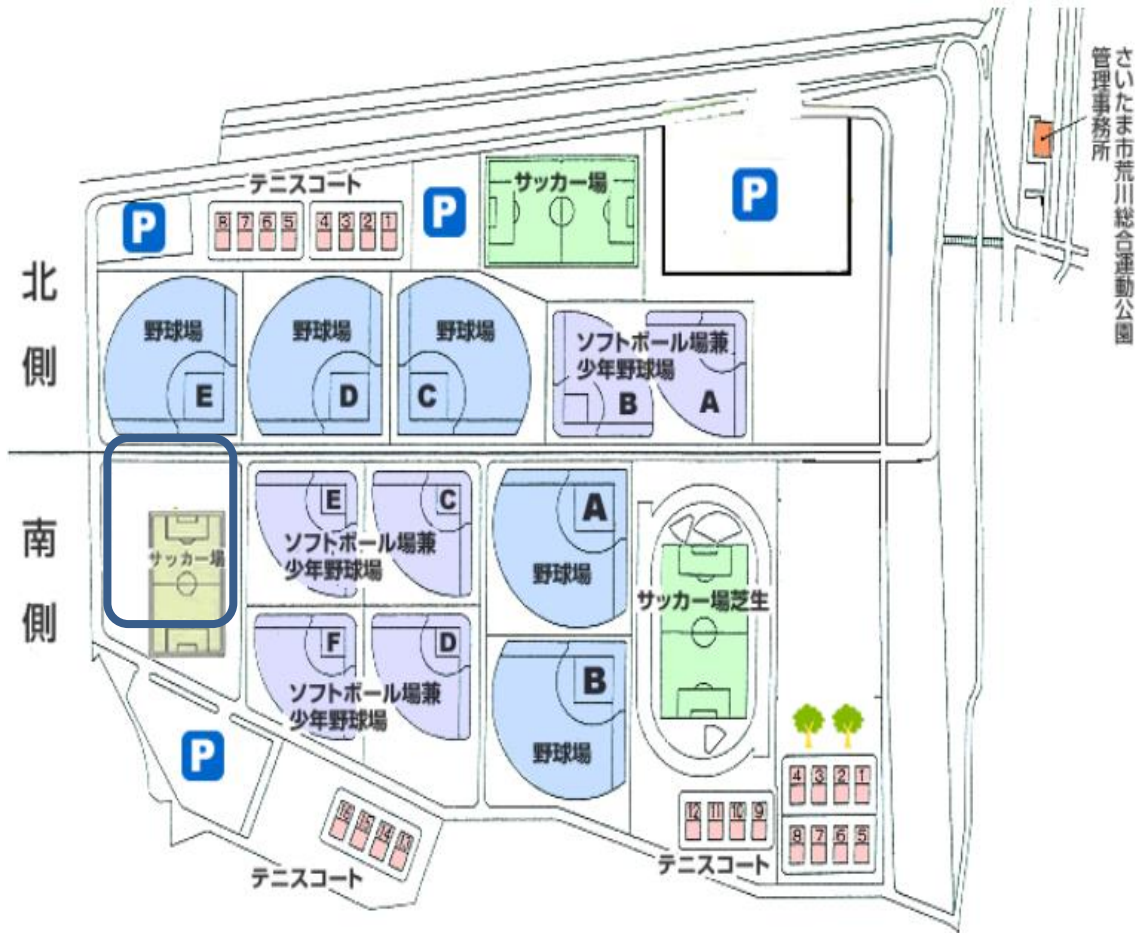 さいたま市荒川総合運動公園
管理事務所
北側
テニスコート
P
8 7 6 5
4 3 2 1
P
サッカー場
P
野球場
E
野球場
D
野球場
C
ソフトボール場兼
少年野球場
B
A
南側
サッカー場
E
C
ソフトボール場兼
少年野球場
F
D
ソフトボール場兼
少年野球場
A
野球場
B
野球場
サッカー場芝生
P
16 15 14 13
テニスコート
12 11 10 9
テニスコート
4 3 2 1
8 7 6 5